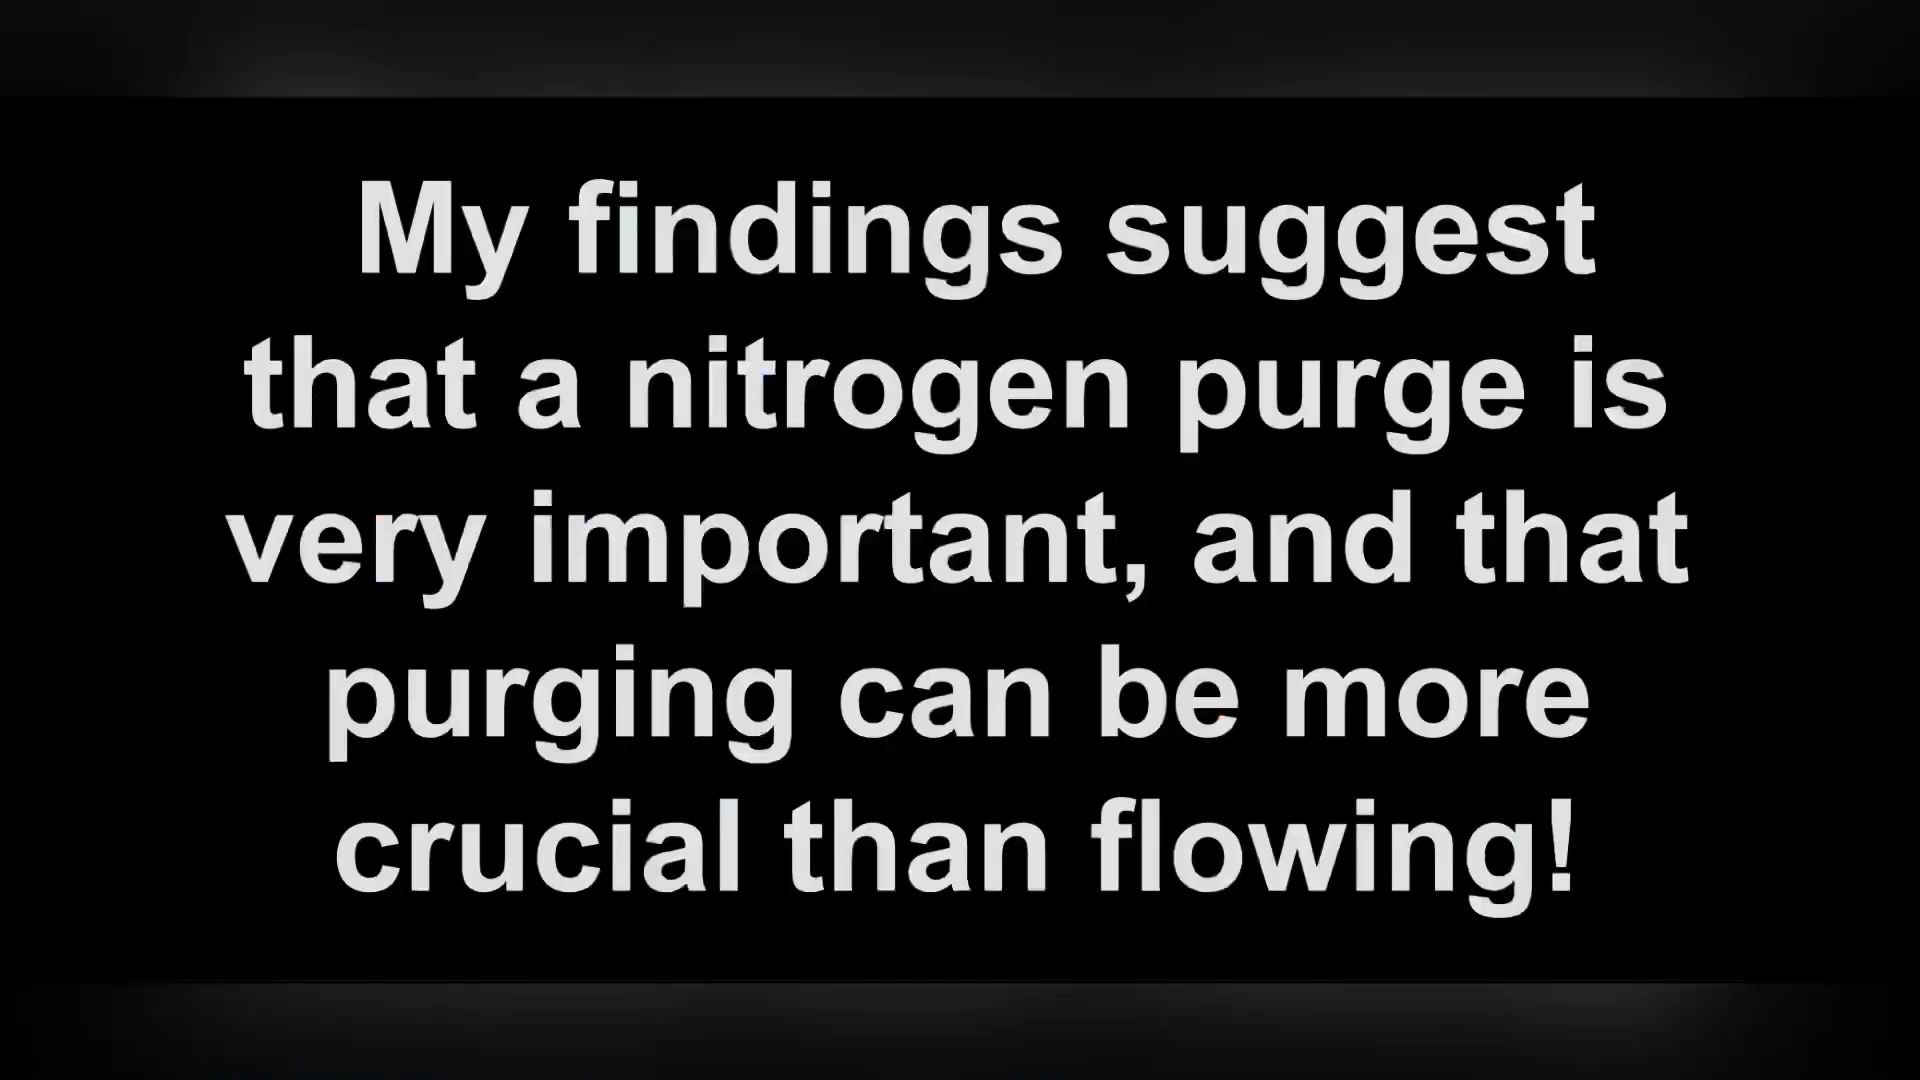 My findings suggest
that a nitrogen purge is
very important, and that
purging can be more
crucial than flowing!